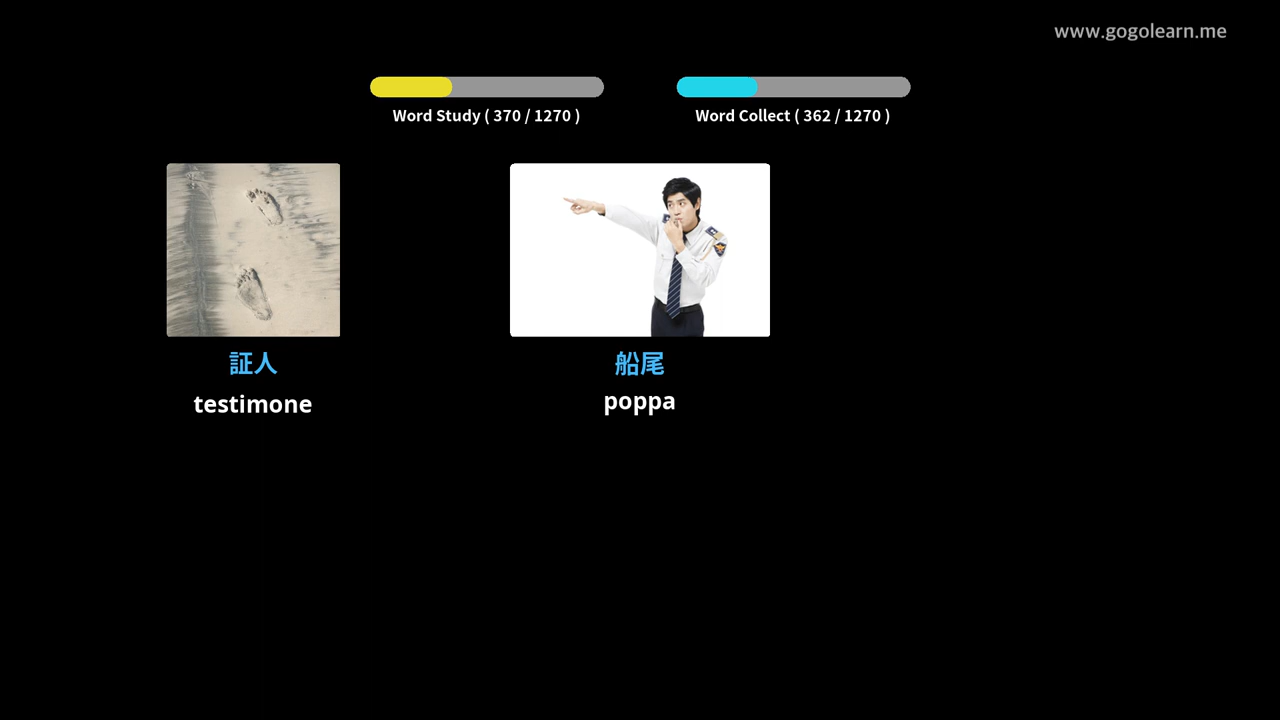 www.gogolearn.me
Word Study ( 370 / 1270 )
Word Collect ( 362 / 1270 )
証人
testimone
船尾
poppa